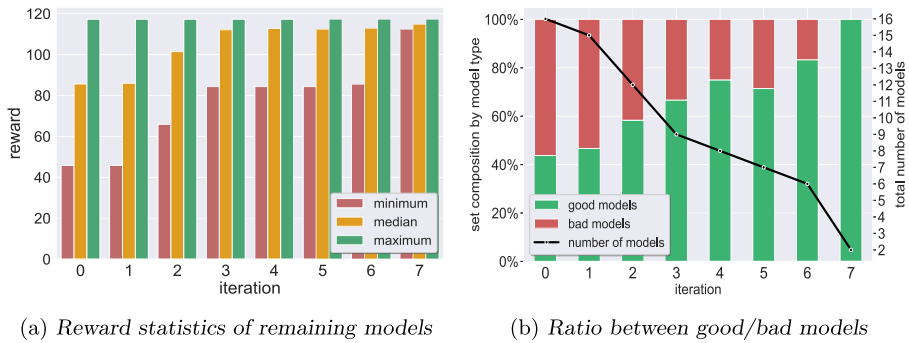 120
100
80
60
40
20
0
reward
minimum
median
maximum
0 1 2 3 4 5 6 7
iteration
(a) Reward statistics of remaining models
100%
80%
60%
40%
20%
0%
set composition by model type
good models
bad models
number of models
16
15
14
13
12
11
10
9
8
7
6
5
4
3
2
total number of models
0 1 2 3 4 5 6 7
iteration
(b) Ratio between good/bad models